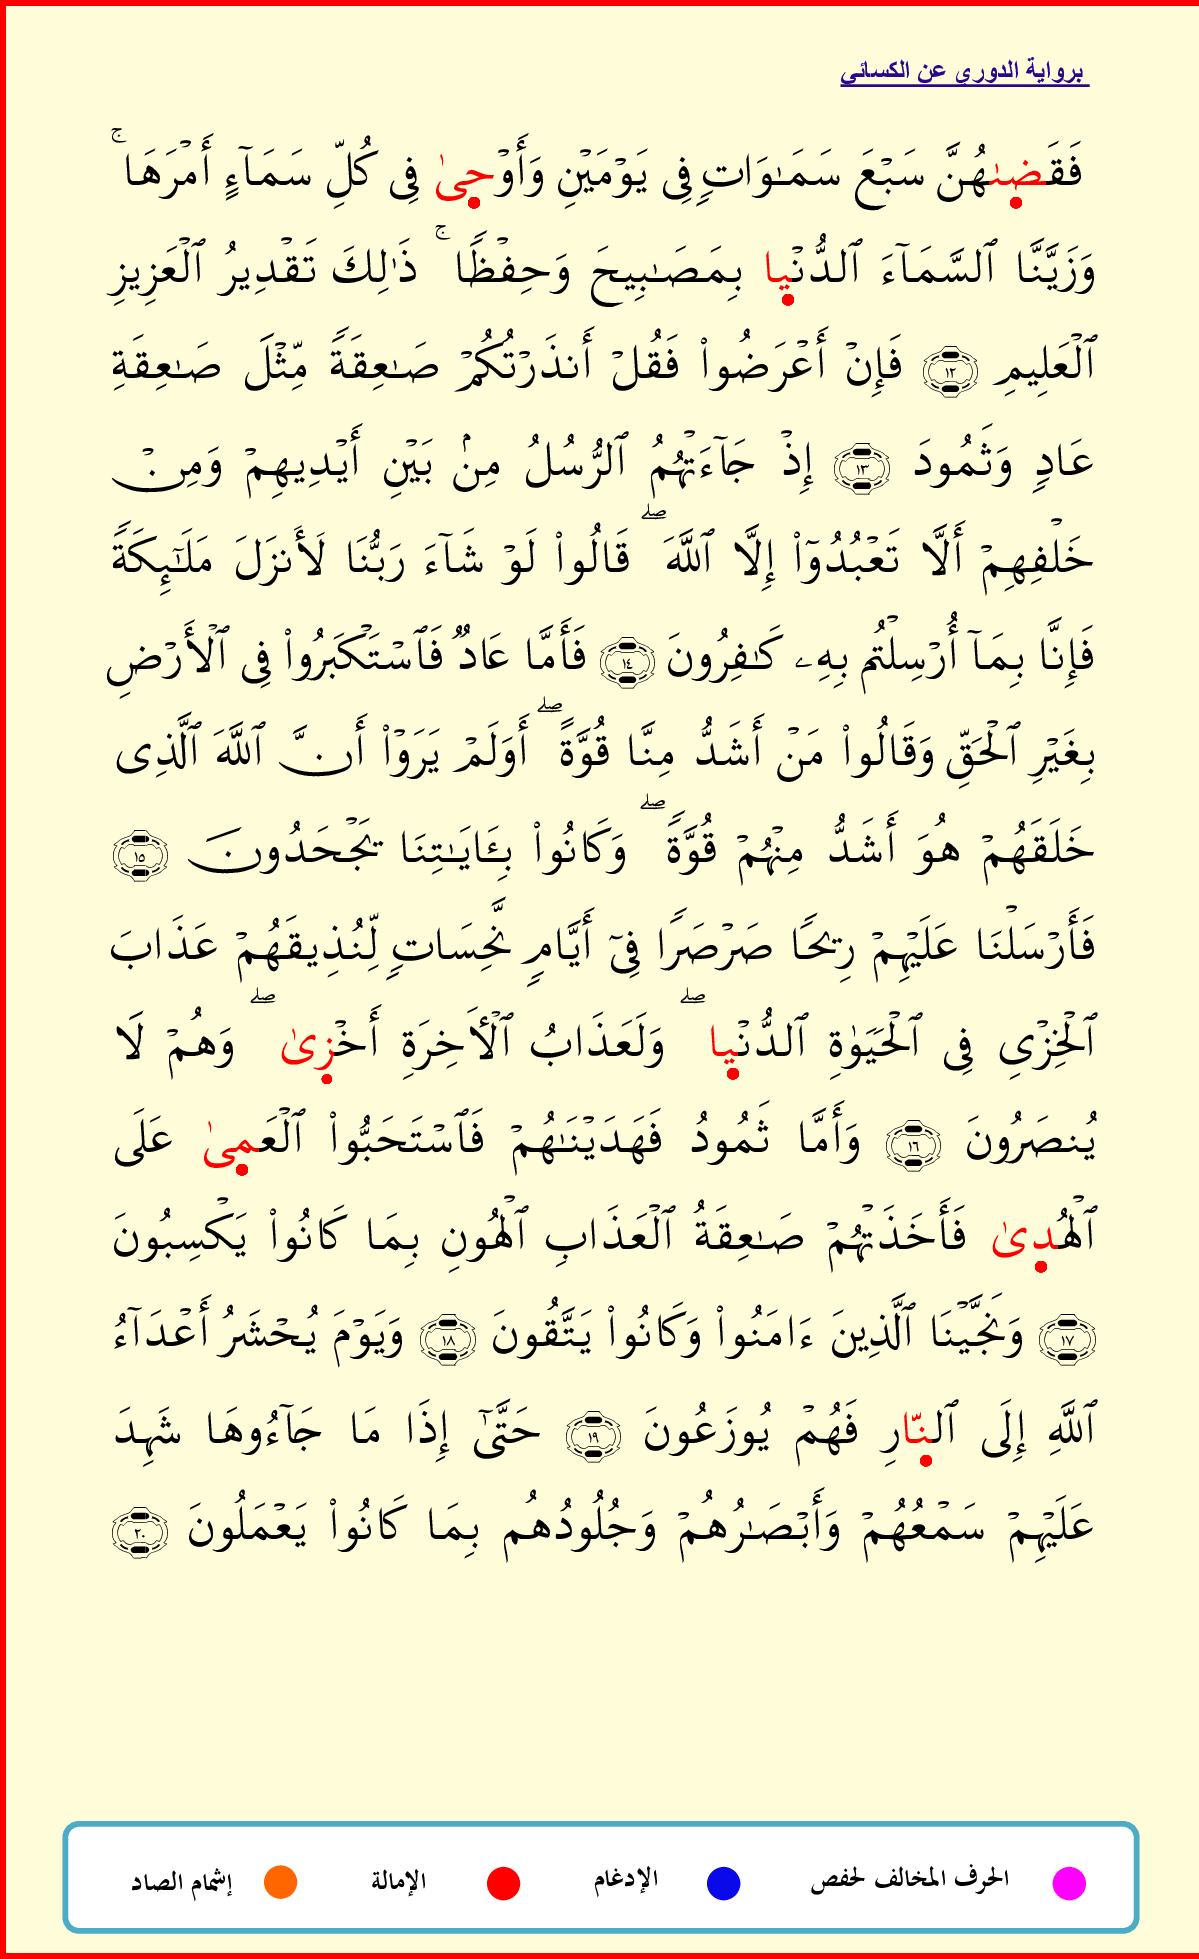 برواية الدوري عن الكسائي
فَقَضَىٰهُنَّ سَبْعَ سَمَٰوَاتٍ فِى يَوْمَيْنِ وَأَوْحِىٰ فِى كُلِّ سَمَآءٍ أَمْرَهَا ۚ
وَزَيَّنَّا ٱلسَّمَآءَ ٱلدُّنْيا بِمَصَٰبِيحَ وَحِفْظًا ۚ ذَٰلِكَ تَقْدِيرُ ٱلْعَزِيزِ
ٱلْعَلِيمِ ١٢ فَإِنْ أَعْرَضُوا۟ فَقُلْ أَنذَرْتُكُمْ صَٰعِقَةً مِّثْلَ صَٰعِقَةِ
عَادٍ وَثَمُودَ ١٣ إِذْ جَآءَتْهُمُ ٱلرُّسُلُ مِنۢ بَيْنِ أَيْدِيهِمْ وَمِنْ
خَلْفِهِمْ أَلَّا تَعْبُدُوٓا۟ إِلَّا ٱللَّهَ ۖ قَالُوا۟ لَوْ شَآءَ رَبُّنَا لَأَنزَلَ مَلَٰٓئِكَةً
فَإِنَّا بِمَآ أُرْسِلْتُم بِهِۦ كَٰفِرُونَ ١٤ فَأَمَّا عَادٌ فَٱسْتَكْبَرُوا۟ فِى ٱلْأَرْضِ
بِغَيْرِ ٱلْحَقِّ وَقَالُوا۟ مَنْ أَشَدُّ مِنَّا قُوَّةً ۖ أَوَلَمْ يَرَوْا۟ أَنَّ ٱللَّهَ ٱلَّذِى
خَلَقَهُمْ هُوَ أَشَدُّ مِنْهُمْ قُوَّةً ۖ وَكَانُوا۟ بِـَٔايَٰتِنَا يَجْحَدُونَ ١٥
فَأَرْسَلْنَا عَلَيْهِمْ رِيحًا صَرْصَرًا فِىٓ أَيَّامٍ نَّحِسَاتٍ لِّنُذِيقَهُمْ عَذَابَ
ٱلْخِزْىِ فِى ٱلْحَيَوٰةِ ٱلدُّنْيا ۖ وَلَعَذَابُ ٱلْأَخِرَةِ أَخْزِىٰ ۖ وَهُمْ لَا
يُنصَرُونَ ١٦ وَأَمَّا ثَمُودُ فَهَدَيْنَٰهُمْ فَٱسْتَحَبُّوا۟ ٱلْعَمِىٰ عَلَى
ٱلْهُدِىٰ فَأَخَذَتْهُمْ صَٰعِقَةُ ٱلْعَذَابِ ٱلْهُونِ بِمَا كَانُوا۟ يَكْسِبُونَ
١٧ وَنَجَّيْنَا ٱلَّذِينَ ءَامَنُوا۟ وَكَانُوا۟ يَتَّقُونَ ١٨ وَيَوْمَ يُحْشَرُ أَعْدَآءُ
ٱللَّهِ إِلَى ٱلنّارِ فَهُمْ يُوزَعُونَ ١٩ حَتَّىٰٓ إِذَا مَا جَآءُوهَا شَهِدَ
عَلَيْهِمْ سَمْعُهُمْ وَأَبْصَٰرُهُمْ وَجُلُودُهُم بِمَا كَانُوا۟ يَعْمَلُونَ ٢٠
الحرف المخالف لحفص الإدغام الإمالة إشمام الصاد